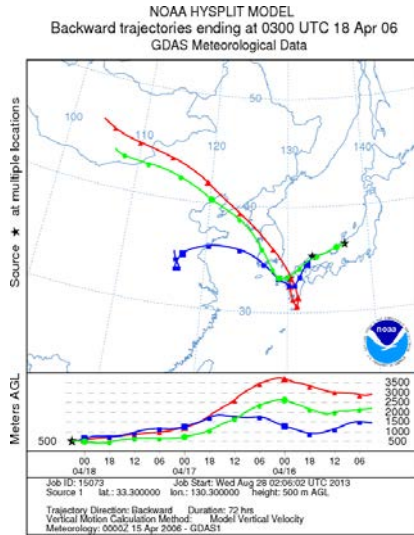 NOAA HYSPLIT MODEL
Backward trajectories ending at 0300 UTC 18 Apr 06
GDAS Meteorological Data
Source ★ at multiple locations
100
110
120
130
140
50
40
30
noaa
Meters AGL
500
3500
3000
2500
2000
1500
1000
500
00 18 12 06 00 18 12 06 00 18 12 06
04/18 04/17 04/16
Job ID: 15073 Job Start: Wed Aug 28 02:06:02 UTC 2013
Source 1 lat.: 33.300000 lon.: 130.300000 height: 500 m AGL
Trajectory Direction: Backward Duration: 72 hrs
Vertical Motion Calculation Method: Model Vertical Velocity
Meteorology: 0000Z 15 Apr 2006 - GDAS1